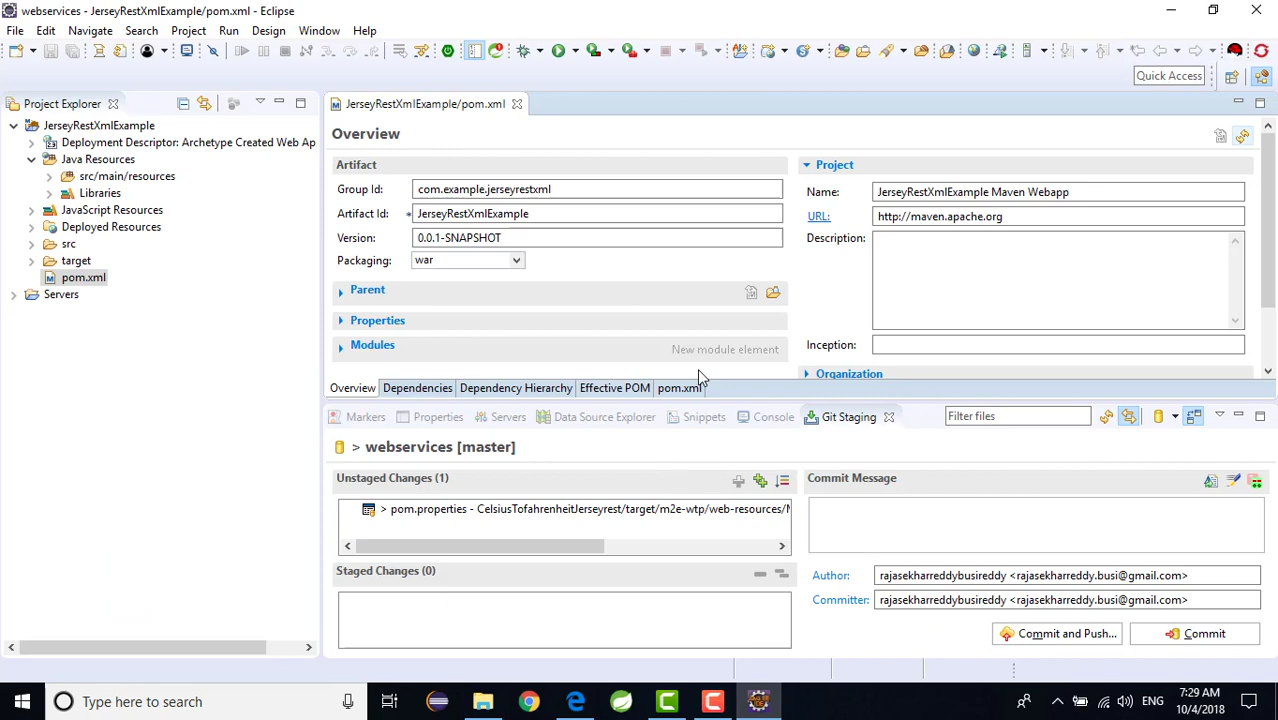 webservices - JerseyRestXmlExample/pom.xml - Eclipse
File Edit Navigate Search Project Run Design Window Help
Quick Access
Project Explorer
JerseyRestXmlExample
Deployment Descriptor: Archetype Created Web Ap
Java Resources
src/main/resources
Libraries
JavaScript Resources
Deployed Resources
src
target
pom.xml
Servers
JerseyRestXmlExample/pom.xml
Overview
Artifact
Group Id: com.example.jerseyrestxml
Artifact Id: JerseyRestXmlExample
Version: 0.0.1-SNAPSHOT
Packaging: war
Parent
Properties
Modules
New module element
Project
Name: JerseyRestXmlExample Maven Webapp
URL: http://maven.apache.org
Description:
Inception:
Organization
Overview Dependencies Dependency Hierarchy Effective POM pom.xml
Markers Properties Servers Data Source Explorer Snippets Console Git Staging Filter files
> webservices [master]
Unstaged Changes (1)
> pom.properties - CelsiusTofahrenheitJerseyrest/target/m2e-wtp/web-resources/
Staged Changes (0)
Commit Message
Author: rajasekharreddybusireddy <rajasekharreddy.busi@gmail.com>
Committer: rajasekharreddybusireddy <rajasekharreddy.busi@gmail.com>
Commit and Push... Commit
Type here to search
ENG
7:29 AM
10/4/2018